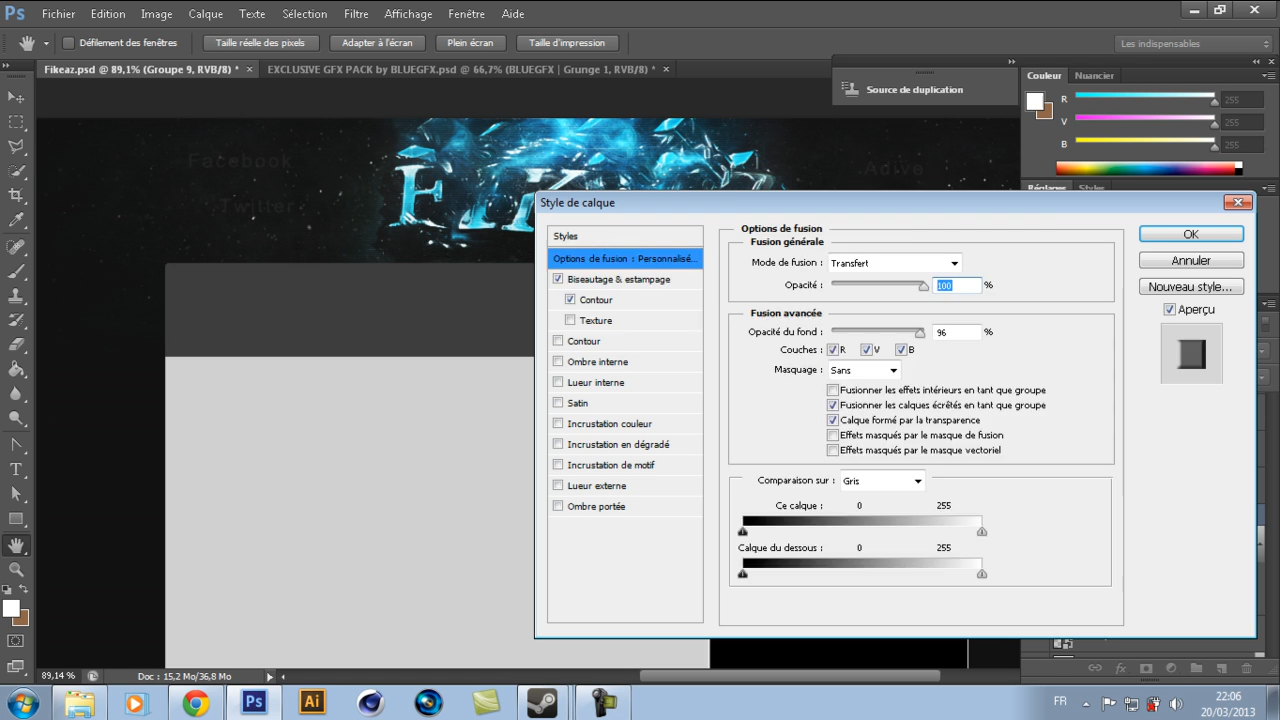 Ps Fichier Edition Image Calque Texte Sélection Filtre Affichage Fenêtre Aide
Défilement des fenêtres Taille réelle des pixels Adapter à l'écran Plein écran Taille d'impression Les indispensables
Fikeaz.psd @ 89,1% (Groupe 9, RVB/8) * × EXCLUSIVE GFX PACK by BLUEGFX.psd @ 66,7% (BLUEGFX | Grunge 1, RVB/8) * ×
Source de duplication
Couleur Nuancier
R 255
V 255
B 255
Réglages Styles
Facebook
Adive
Twitter
Style de calque
Styles
Options de fusion : Personnalisé...
Biseautage & estampage
Contour
Texture
Contour
Ombre interne
Lueur interne
Satin
Incrustation couleur
Incrustation en dégradé
Incrustation de motif
Lueur externe
Ombre portée
Options de fusion
Fusion générale
Mode de fusion : Transfert
Opacité : 100 %
Fusion avancée
Opacité du fond : 96 %
Couches : R V B
Masquage : Sans
Fusionner les effets intérieurs en tant que groupe
Fusionner les calques écrêtés en tant que groupe
Calque formé par la transparence
Effets masqués par le masque de fusion
Effets masqués par le masque vectoriel
Comparaison sur : Gris
Ce calque : 0 255
Calque du dessous : 0 255
OK
Annuler
Nouveau style...
Aperçu
89,14 % Doc : 15,2 Mo/36,8 Mo
fx
Ps Ai
FR
22:06
20/03/2013